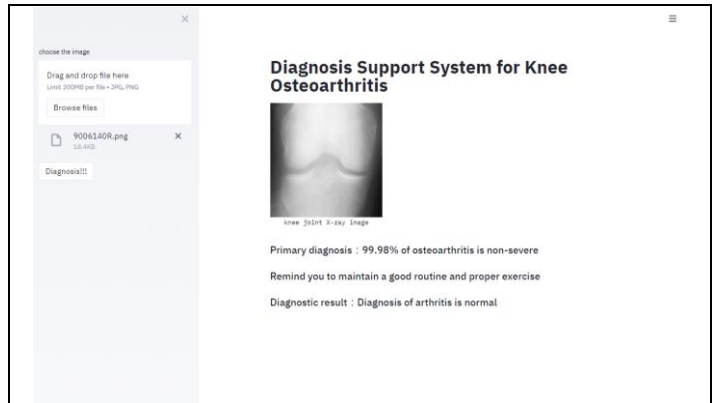 choose the image
Drag and drop file here
Limit 200MB per file • JPG, PNG
Browse files
9006140R.png
18.4KB
Diagnosis!!!
Diagnosis Support System for Knee
Osteoarthritis
knee joint X-ray image
Primary diagnosis : 99.98% of osteoarthritis is non-severe
Remind you to maintain a good routine and proper exercise
Diagnostic result : Diagnosis of arthritis is normal